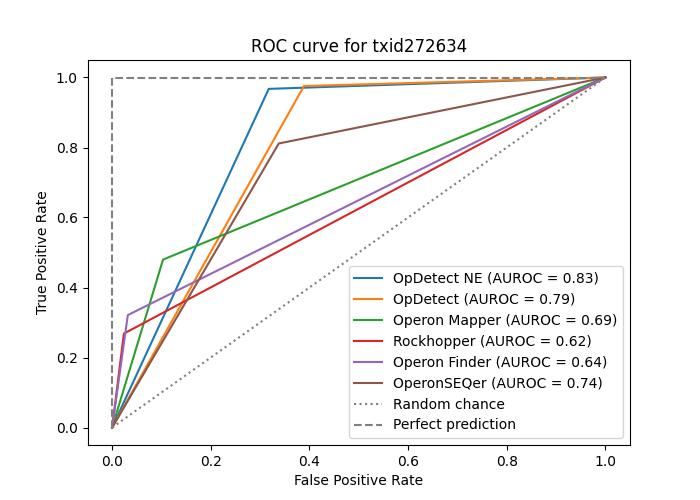 ROC curve for txid272634
True Positive Rate
1.0
0.8
0.6
0.4
0.2
0.0
OpDetect NE (AUROC = 0.83)
OpDetect (AUROC = 0.79)
Operon Mapper (AUROC = 0.69)
Rockhopper (AUROC = 0.62)
Operon Finder (AUROC = 0.64)
OperonSEQer (AUROC = 0.74)
Random chance
Perfect prediction
0.0 0.2 0.4 0.6 0.8 1.0
False Positive Rate